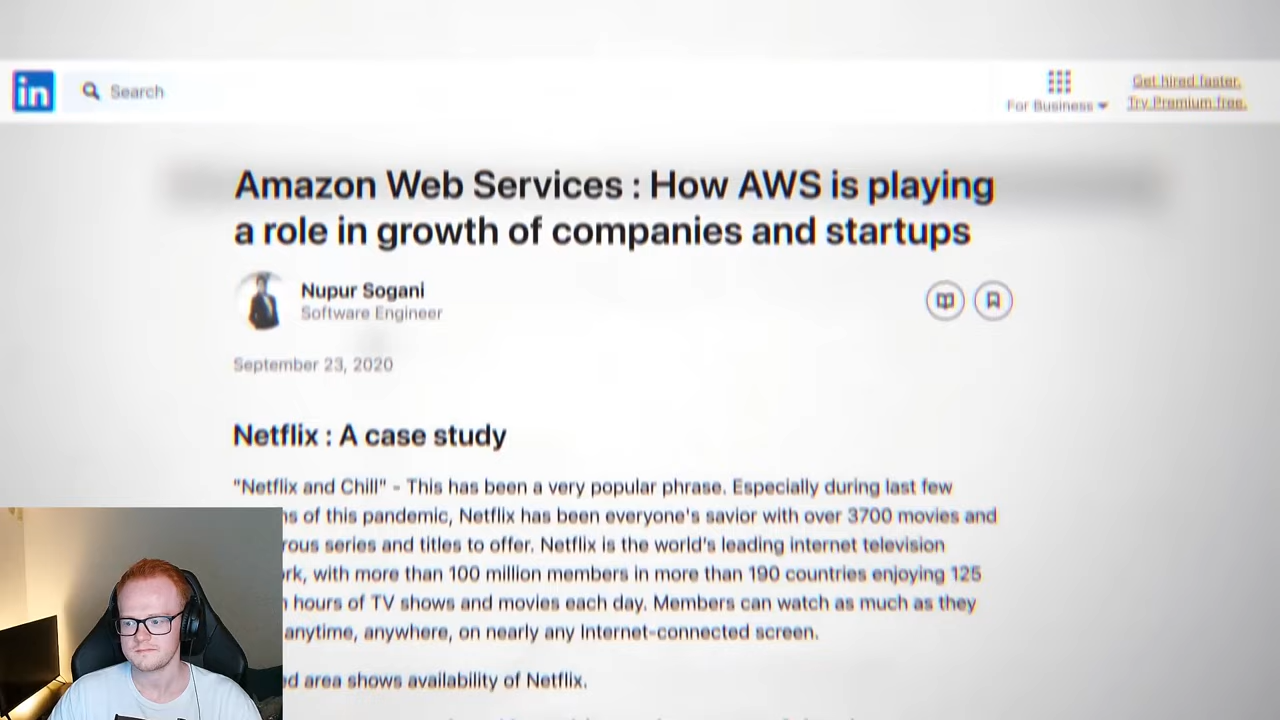 in Search
For Business
Get hired faster.
Try Premium free.
Amazon Web Services : How AWS is playing
a role in growth of companies and startups
Nupur Sogani
Software Engineer
September 23, 2020
Netflix : A case study
"Netflix and Chill" - This has been a very popular phrase. Especially during last few
of this pandemic, Netflix has been everyone's savior with over 3700 movies and
series and titles to offer. Netflix is the world's leading internet television
with more than 100 million members in more than 190 countries enjoying 125
hours of TV shows and movies each day. Members can watch as much as they
anytime, anywhere, on nearly any Internet-connected screen.
area shows availability of Netflix.